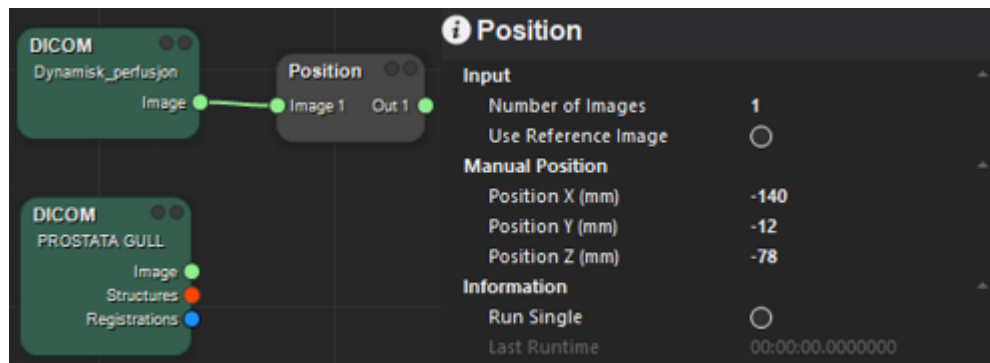 DICOM
Dynamisk_perfusjon
Image
Position
Image 1 Out 1
DICOM
PROSTATA GULL
Image
Structures
Registrations
i Position
Input
Number of Images 1
Use Reference Image
Manual Position
Position X (mm) -140
Position Y (mm) -12
Position Z (mm) -78
Information
Run Single
Last Runtime 00:00:00.0000000